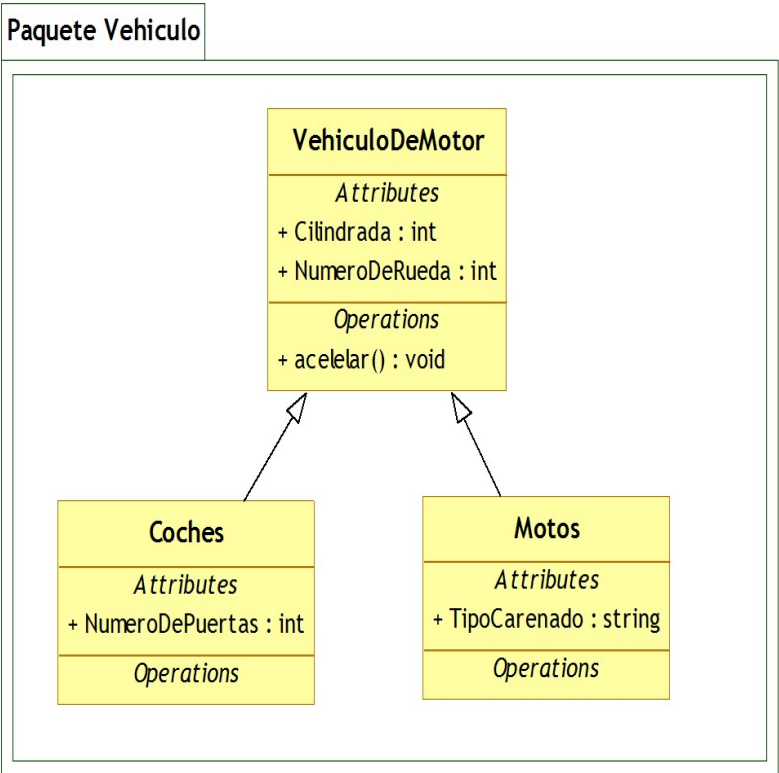 Paquete Vehiculo
VehiculoDeMotor
Attributes
+ Cilindrada : int
+ NumeroDeRueda : int
Operations
+ acelelar() : void
Coches
Attributes
+ NumeroDePuertas : int
Operations
Motos
Attributes
+ TipoCarenado : string
Operations